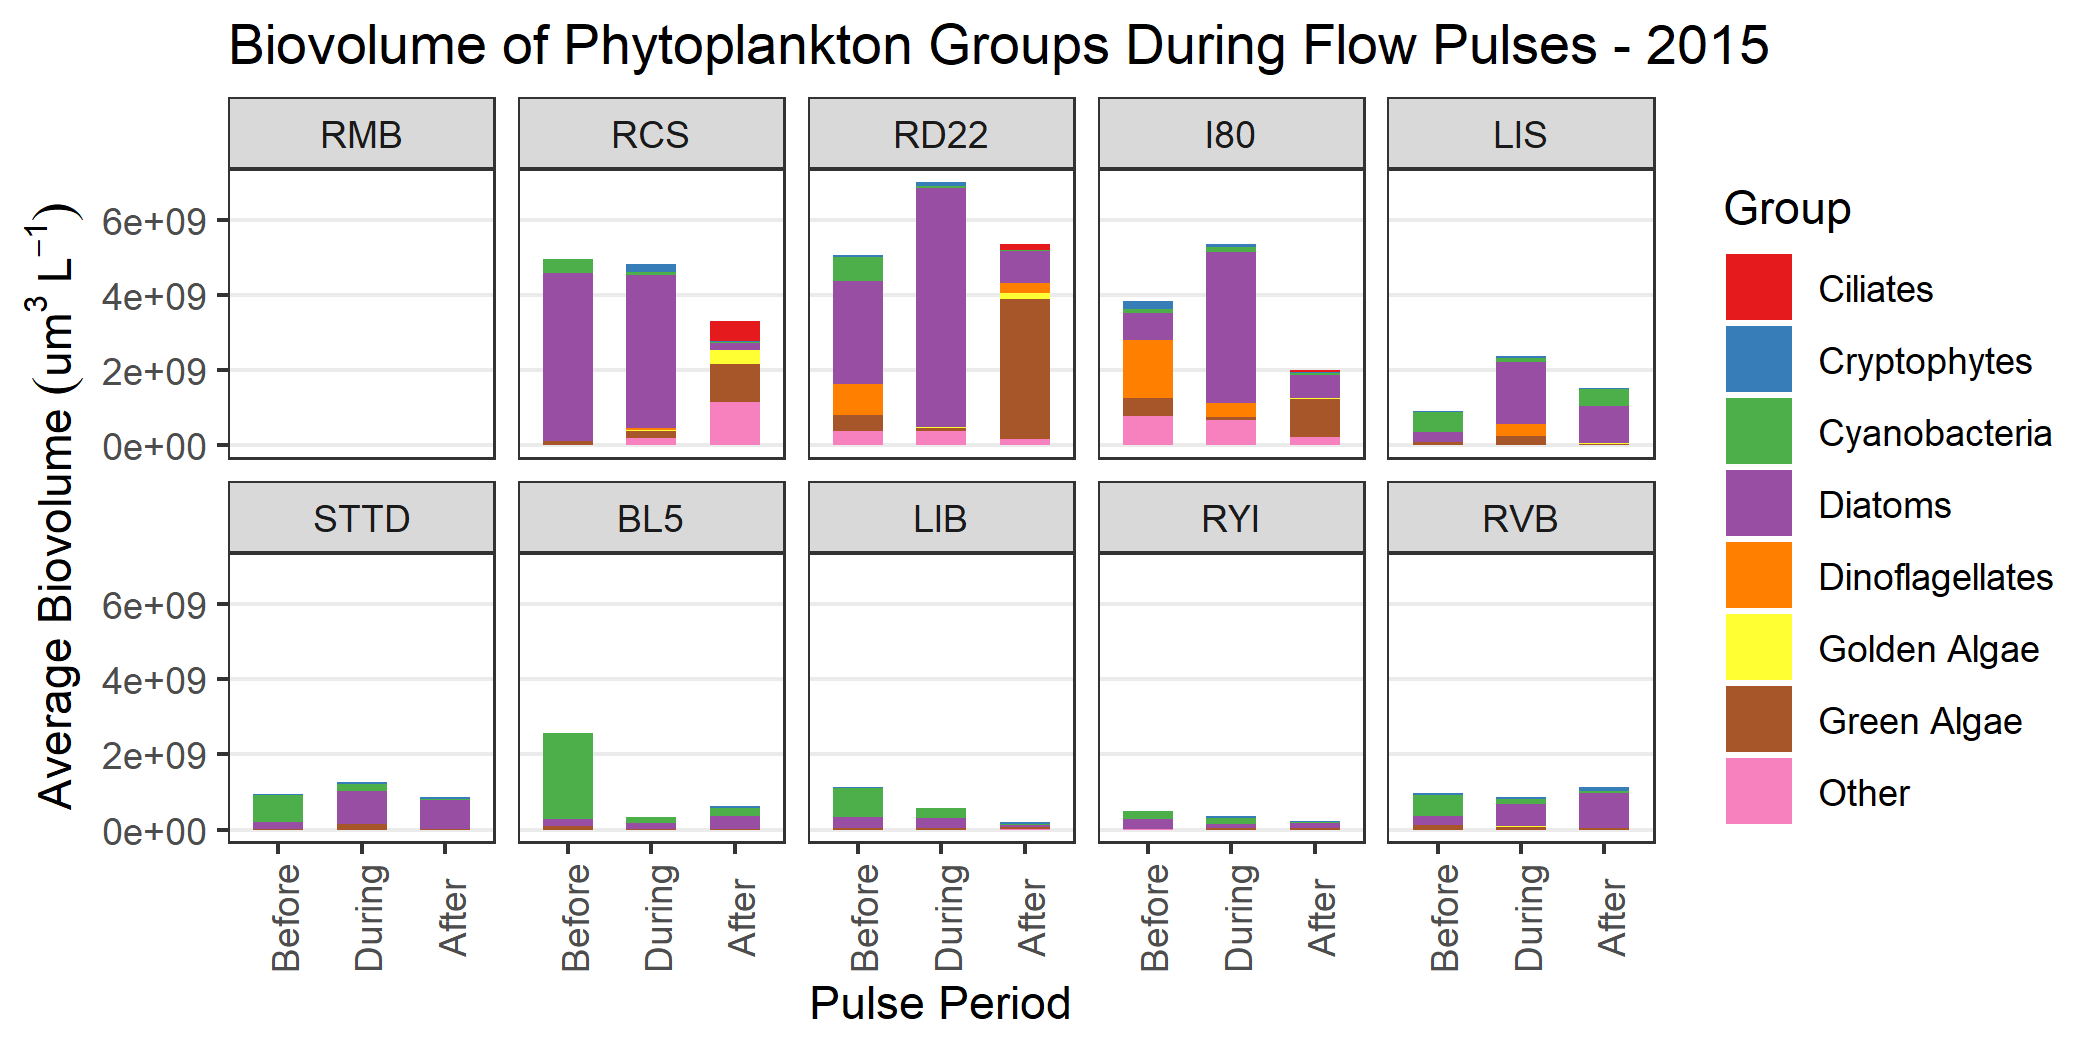 Biovolume of Phytoplankton Groups During Flow Pulses - 2015
RMB
RCS
RD22
I80
LIS
6e+09
4e+09
2e+09
0e+00
STTD
BL5
LIB
RYI
RVB
6e+09
4e+09
2e+09
0e+00
Average Biovolume (um³ L⁻¹)
Before
During
After
Before
During
After
Before
During
After
Before
During
After
Before
During
After
Pulse Period
Group
Ciliates
Cryptophytes
Cyanobacteria
Diatoms
Dinoflagellates
Golden Algae
Green Algae
Other